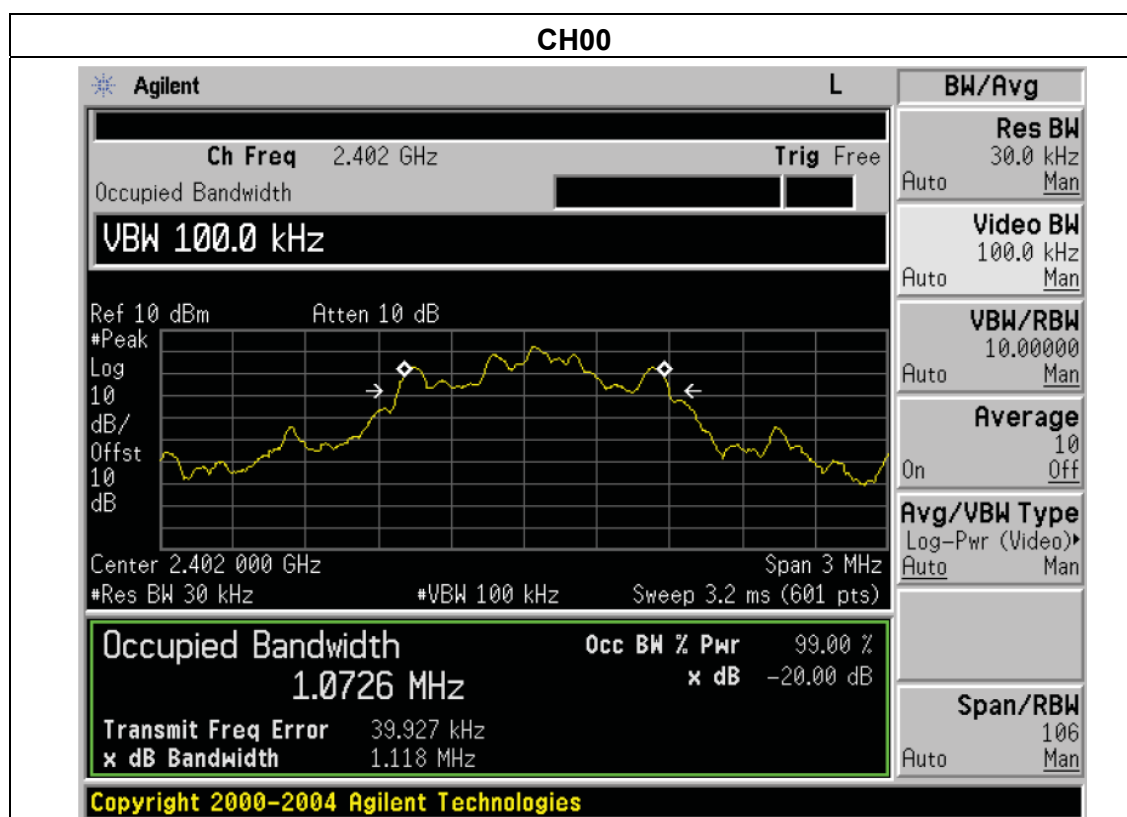 CH00
Agilent L
Ch Freq 2.402 GHz Trig Free
Occupied Bandwidth
VBW 100.0 kHz
Ref 10 dBm Atten 10 dB
#Peak
Log
10
dB/
Offst
10
dB
Center 2.402 000 GHz Span 3 MHz
#Res BW 30 kHz #VBW 100 kHz Sweep 3.2 ms (601 pts)
Occupied Bandwidth Occ BW % Pwr 99.00 %
1.0726 MHz x dB -20.00 dB
Transmit Freq Error 39.927 kHz
x dB Bandwidth 1.118 MHz
Copyright 2000-2004 Agilent Technologies
BW/Avg
Res BW
30.0 kHz
Auto Man
Video BW
100.0 kHz
Auto Man
VBW/RBW
10.00000
Auto Man
Average
10
On Off
Avg/VBW Type
Log-Pwr (Video)
Auto Man
Span/RBW
106
Auto Man